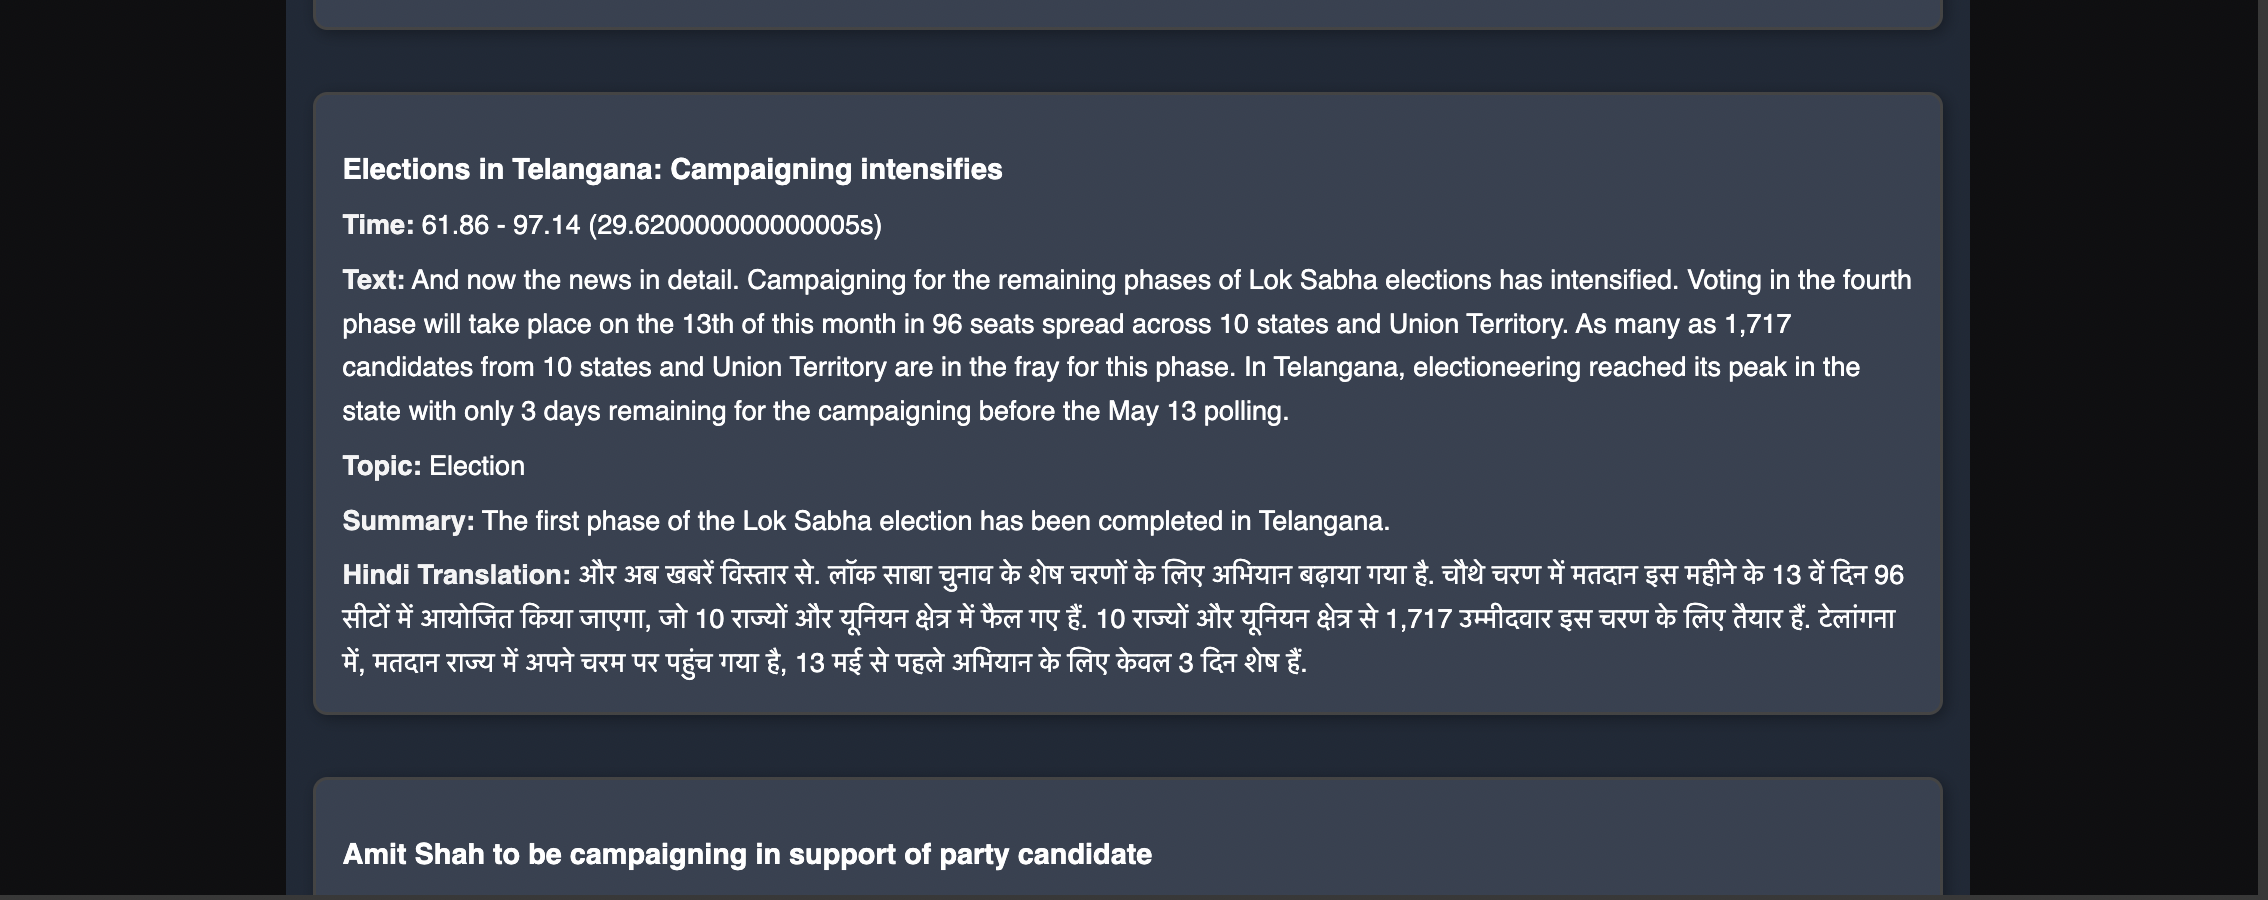 Elections in Telangana: Campaigning intensifies
Time: 61.86 - 97.14 (29.620000000000005s)
Text: And now the news in detail. Campaigning for the remaining phases of Lok Sabha elections has intensified. Voting in the fourth
phase will take place on the 13th of this month in 96 seats spread across 10 states and Union Territory. As many as 1,717
candidates from 10 states and Union Territory are in the fray for this phase. In Telangana, electioneering reached its peak in the
state with only 3 days remaining for the campaigning before the May 13 polling.
Topic: Election
Summary: The first phase of the Lok Sabha election has been completed in Telangana.
Hindi Translation: और अब खबरें विस्तार से. लॉक साबा चुनाव के शेष चरणों के लिए अभियान बढ़ाया गया है. चौथे चरण में मतदान इस महीने के 13 वें दिन 96
सीटों में आयोजित किया जाएगा, जो 10 राज्यों और यूनियन क्षेत्र में फैल गए हैं. 10 राज्यों और यूनियन क्षेत्र से 1,717 उम्मीदवार इस चरण के लिए तैयार हैं. टेलांगना
में, मतदान राज्य में अपने चरम पर पहुंच गया है, 13 मई से पहले अभियान के लिए केवल 3 दिन शेष हैं.
Amit Shah to be campaigning in support of party candidate